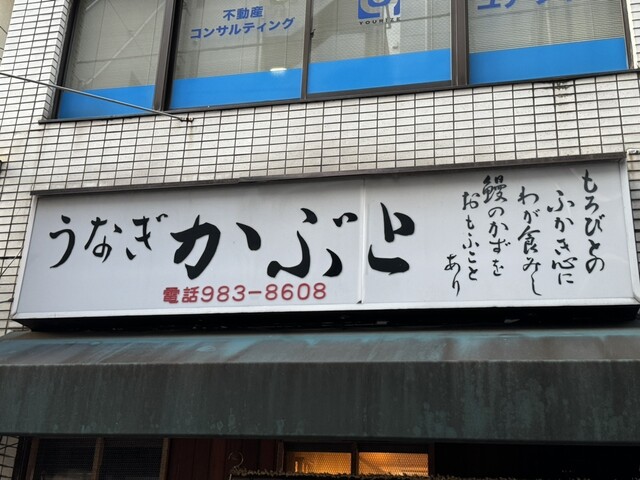 不動産
コンサルティング
うなぎ かぶと
電話983-8608
もろびとの
ふかき心に
わが食みし
鰻のかずを
おもふこと
あり